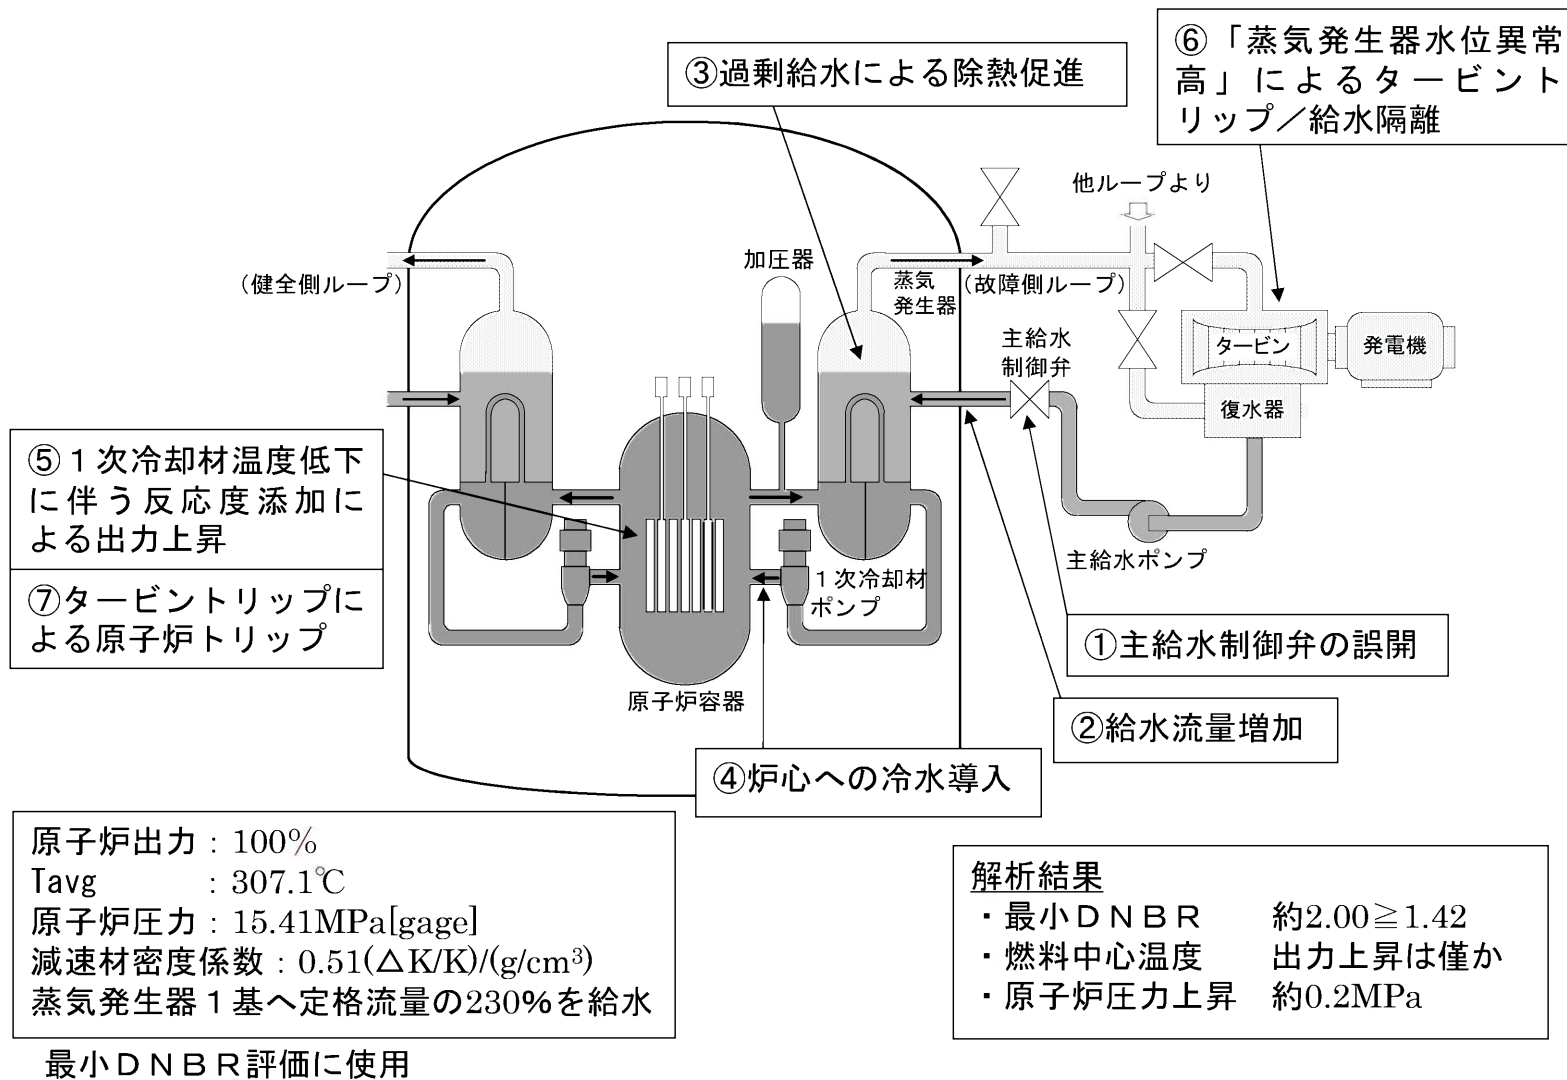 ⑥「蒸気発生器水位異常
高」によるタービント
リップ／給水隔離
③過剰給水による除熱促進
他ループより
加圧器
(健全側ループ)
蒸気
発生器
(故障側ループ)
主給水
制御弁
タービン
発電機
復水器
⑤１次冷却材温度低下
に伴う反応度添加に
よる出力上昇
⑦タービントリップに
よる原子炉トリップ
主給水ポンプ
１次冷却材
ポンプ
①主給水制御弁の誤開
原子炉容器
②給水流量増加
④炉心への冷水導入
原子炉出力：100%
Tavg ：307.1℃
原子炉圧力：15.41MPa[gage]
減速材密度係数：0.51(△K/K)/(g/cm³)
蒸気発生器１基へ定格流量の230%を給水
最小ＤＮＢＲ評価に使用
解析結果
・最小ＤＮＢＲ 約2.00≧1.42
・燃料中心温度 出力上昇は僅か
・原子炉圧力上昇 約0.2MPa